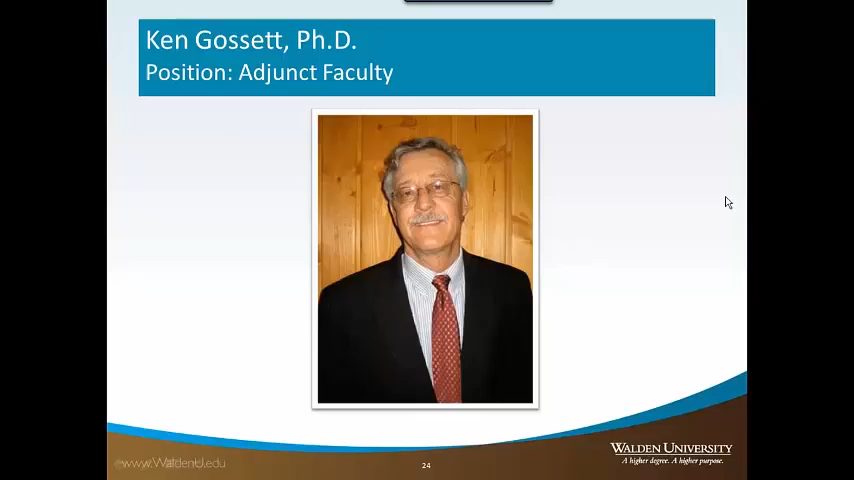 Ken Gossett, Ph.D.
Position: Adjunct Faculty
www.WaldenU.edu
24
WALDEN UNIVERSITY
A higher degree. A higher purpose.